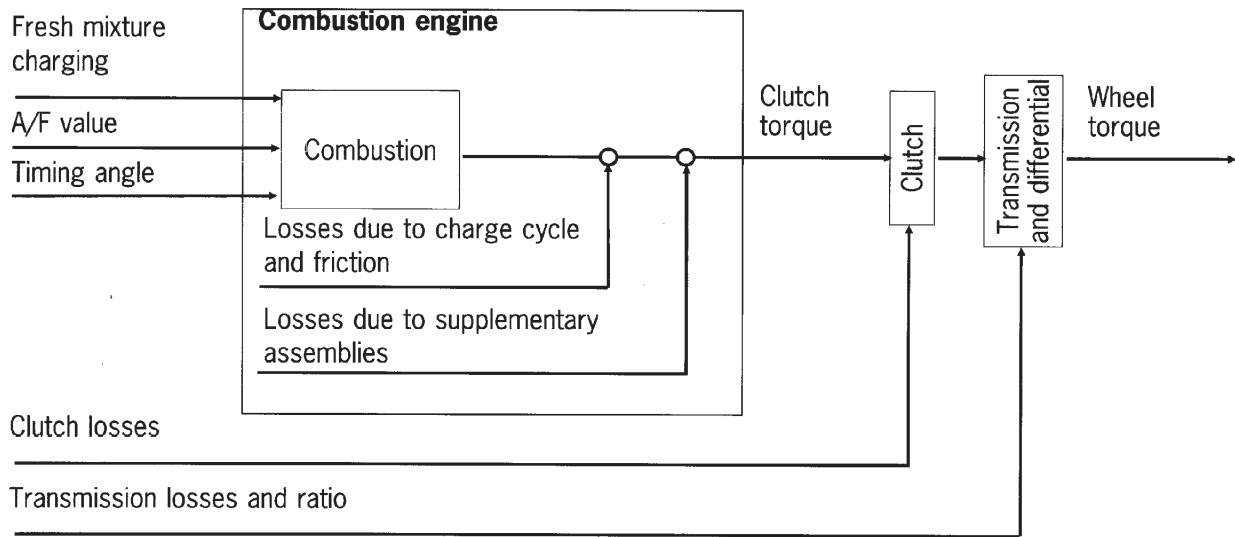 Combustion engine
Fresh mixture
charging
A/F value
Timing angle
Combustion
Losses due to charge cycle
and friction
Losses due to supplementary
assemblies
Clutch
torque
Clutch
Transmission
and differential
Wheel
torque
Clutch losses
Transmission losses and ratio